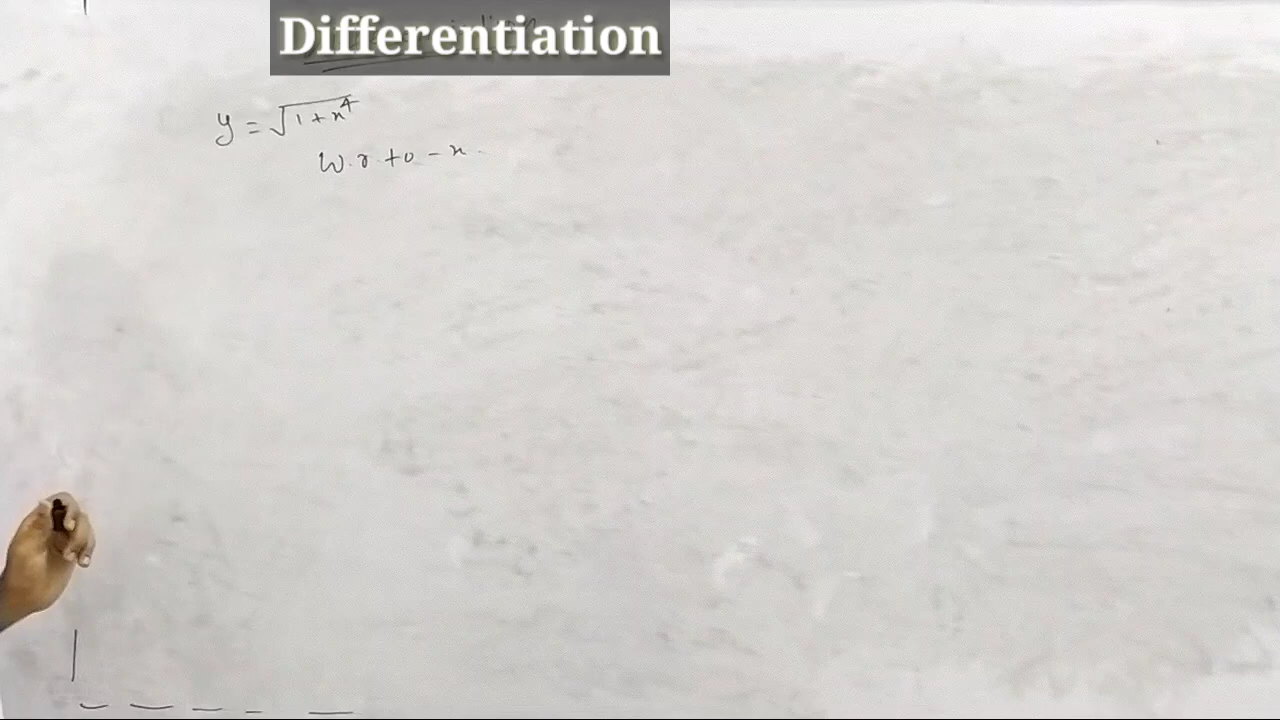 Differentiation
y = √1+x⁴
W.r.to - x.